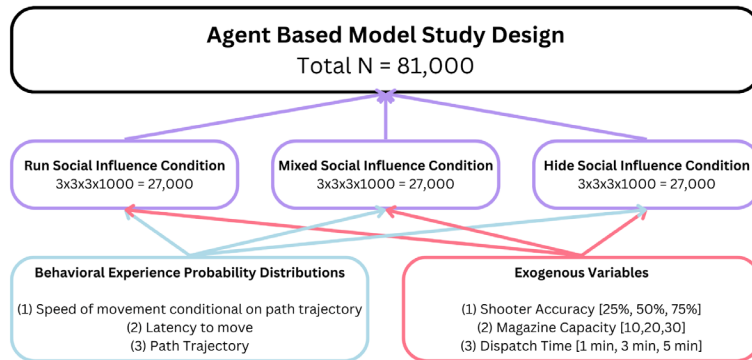 Agent Based Model Study Design
Total N = 81,000
Run Social Influence Condition
3x3x3x1000 = 27,000
Mixed Social Influence Condition
3x3x3x1000 = 27,000
Hide Social Influence Condition
3x3x3x1000 = 27,000
Behavioral Experience Probability Distributions
(1) Speed of movement conditional on path trajectory
(2) Latency to move
(3) Path Trajectory
Exogenous Variables
(1) Shooter Accuracy [25%, 50%, 75%]
(2) Magazine Capacity [10,20,30]
(3) Dispatch Time [1 min, 3 min, 5 min]